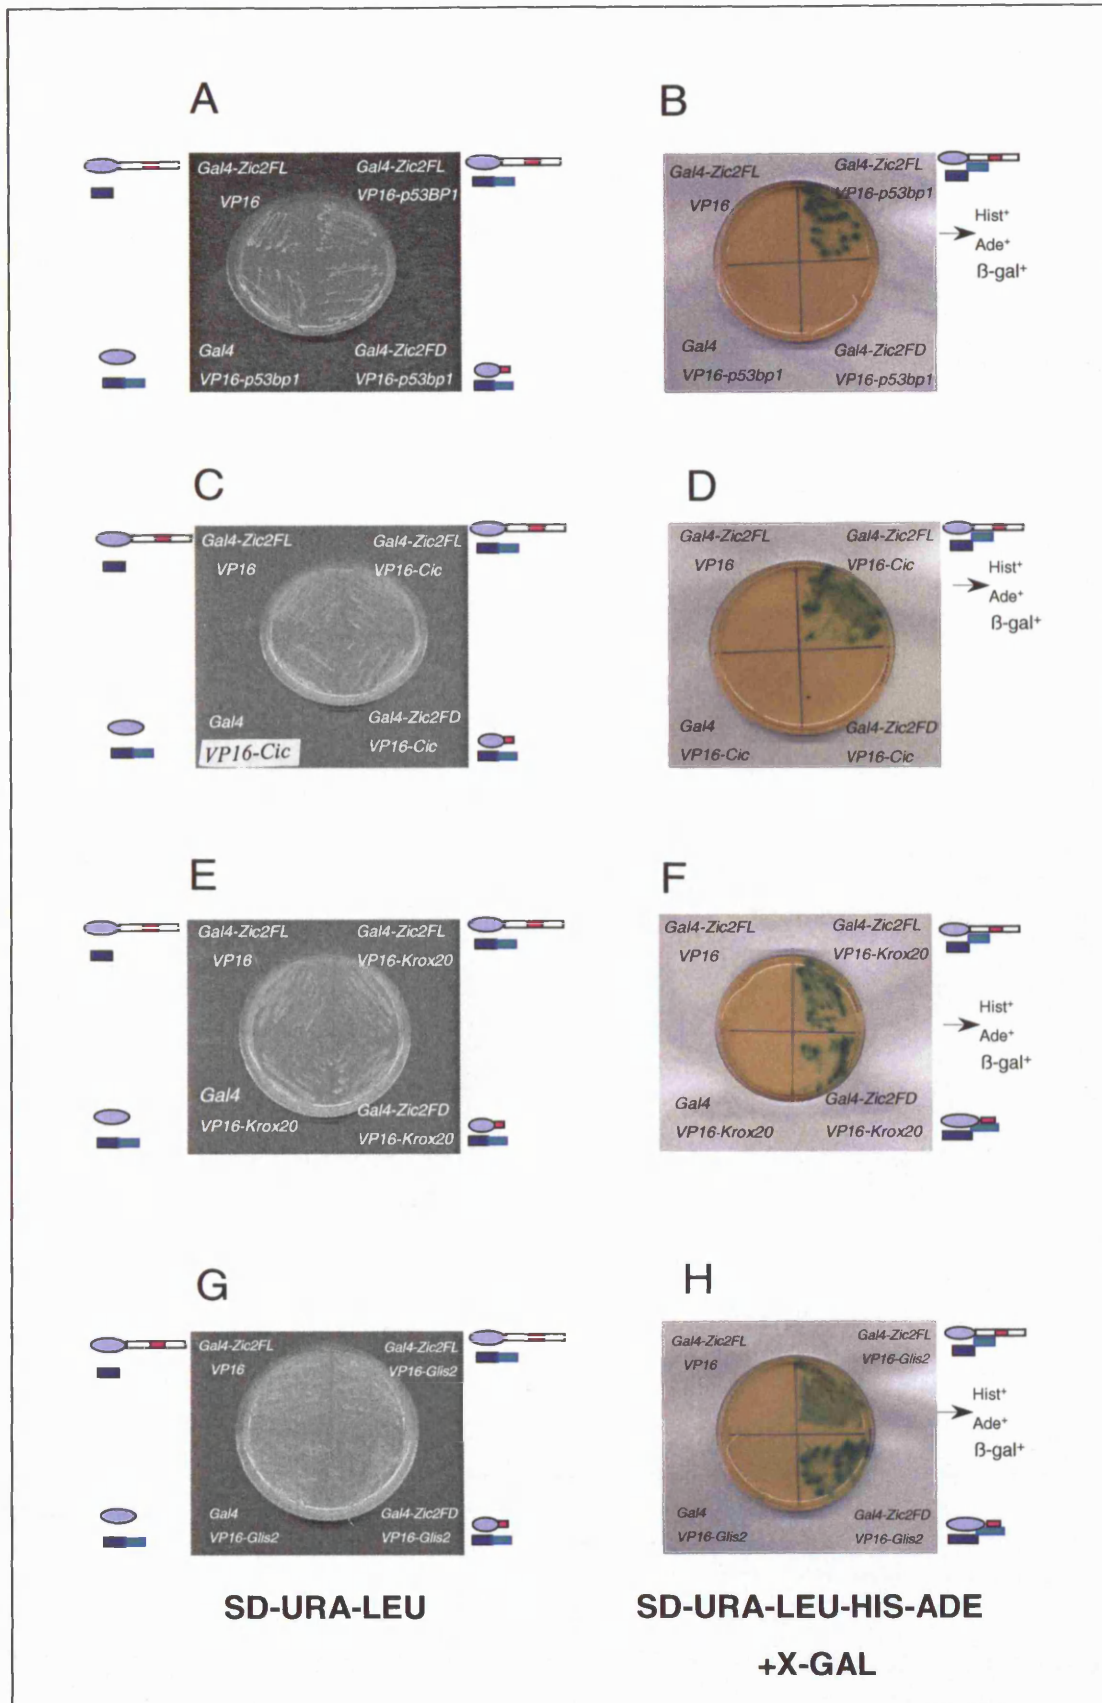 A
B
Gal4-Zic2FL
Gal4-Zic2FL
VP16
VP16-p53BP1
Gal4
Gal4-Zic2FD
VP16-p53bp1
VP16-p53bp1
Gal4-Zic2FL
Gal4-Zic2FL
VP16
VP16-p53bp1
Gal4
Gal4-Zic2FD
VP16-p53bp1
VP16-p53bp1
Hist⁺
Ade⁺
ß-gal⁺
C
D
Gal4-Zic2FL
Gal4-Zic2FL
VP16
VP16-Cic
Gal4
Gal4-Zic2FD
VP16-Cic
VP16-Cic
Gal4-Zic2FL
Gal4-Zic2FL
VP16
VP16-Cic
Gal4
Gal4-Zic2FD
VP16-Cic
VP16-Cic
Hist⁺
Ade⁺
ß-gal⁺
E
F
Gal4-Zic2FL
Gal4-Zic2FL
VP16
VP16-Krox20
Gal4
Gal4-Zic2FD
VP16-Krox20
VP16-Krox20
Gal4-Zic2FL
Gal4-Zic2FL
VP16
VP16-Krox20
Gal4
Gal4-Zic2FD
VP16-Krox20
VP16-Krox20
Hist⁺
Ade⁺
ß-gal⁺
G
H
Gal4-Zic2FL
Gal4-Zic2FL
VP16
VP16-Glis2
Gal4
Gal4-Zic2FD
VP16-Glis2
VP16-Glis2
Gal4-Zic2FL
Gal4-Zic2FL
VP16
VP16-Glis2
Gal4
Gal4-Zic2FD
VP16-Glis2
VP16-Glis2
Hist⁺
Ade⁺
ß-gal⁺
SD-URA-LEU
SD-URA-LEU-HIS-ADE
+X-GAL